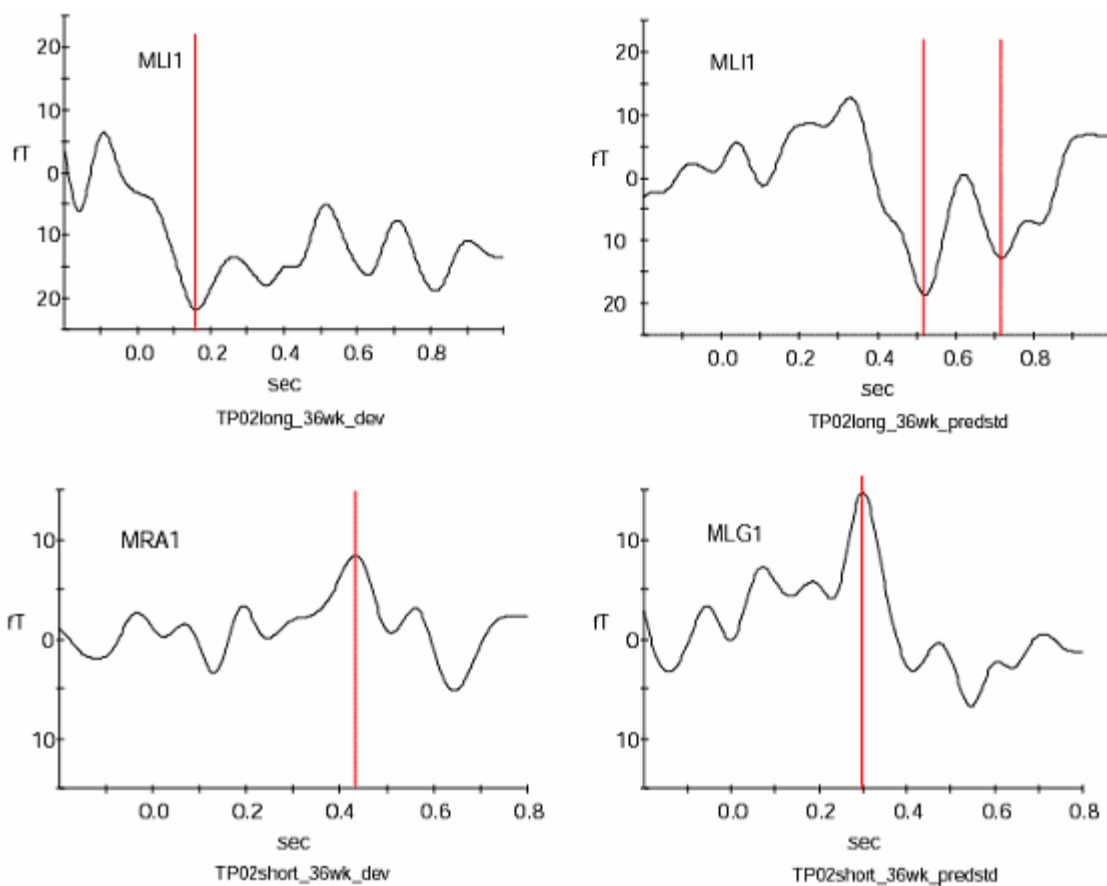 MLI1
20
10
0
10
20
fT
0.0 0.2 0.4 0.6 0.8
sec
TP02long_36wk_dev
MLI1
20
10
0
10
20
fT
0.0 0.2 0.4 0.6 0.8
sec
TP02long_36wk_predstd
MRA1
10
0
10
fT
0.0 0.2 0.4 0.6 0.8
sec
TP02short_36wk_dev
MLG1
10
0
10
fT
0.0 0.2 0.4 0.6 0.8
sec
TP02short_36wk_predstd